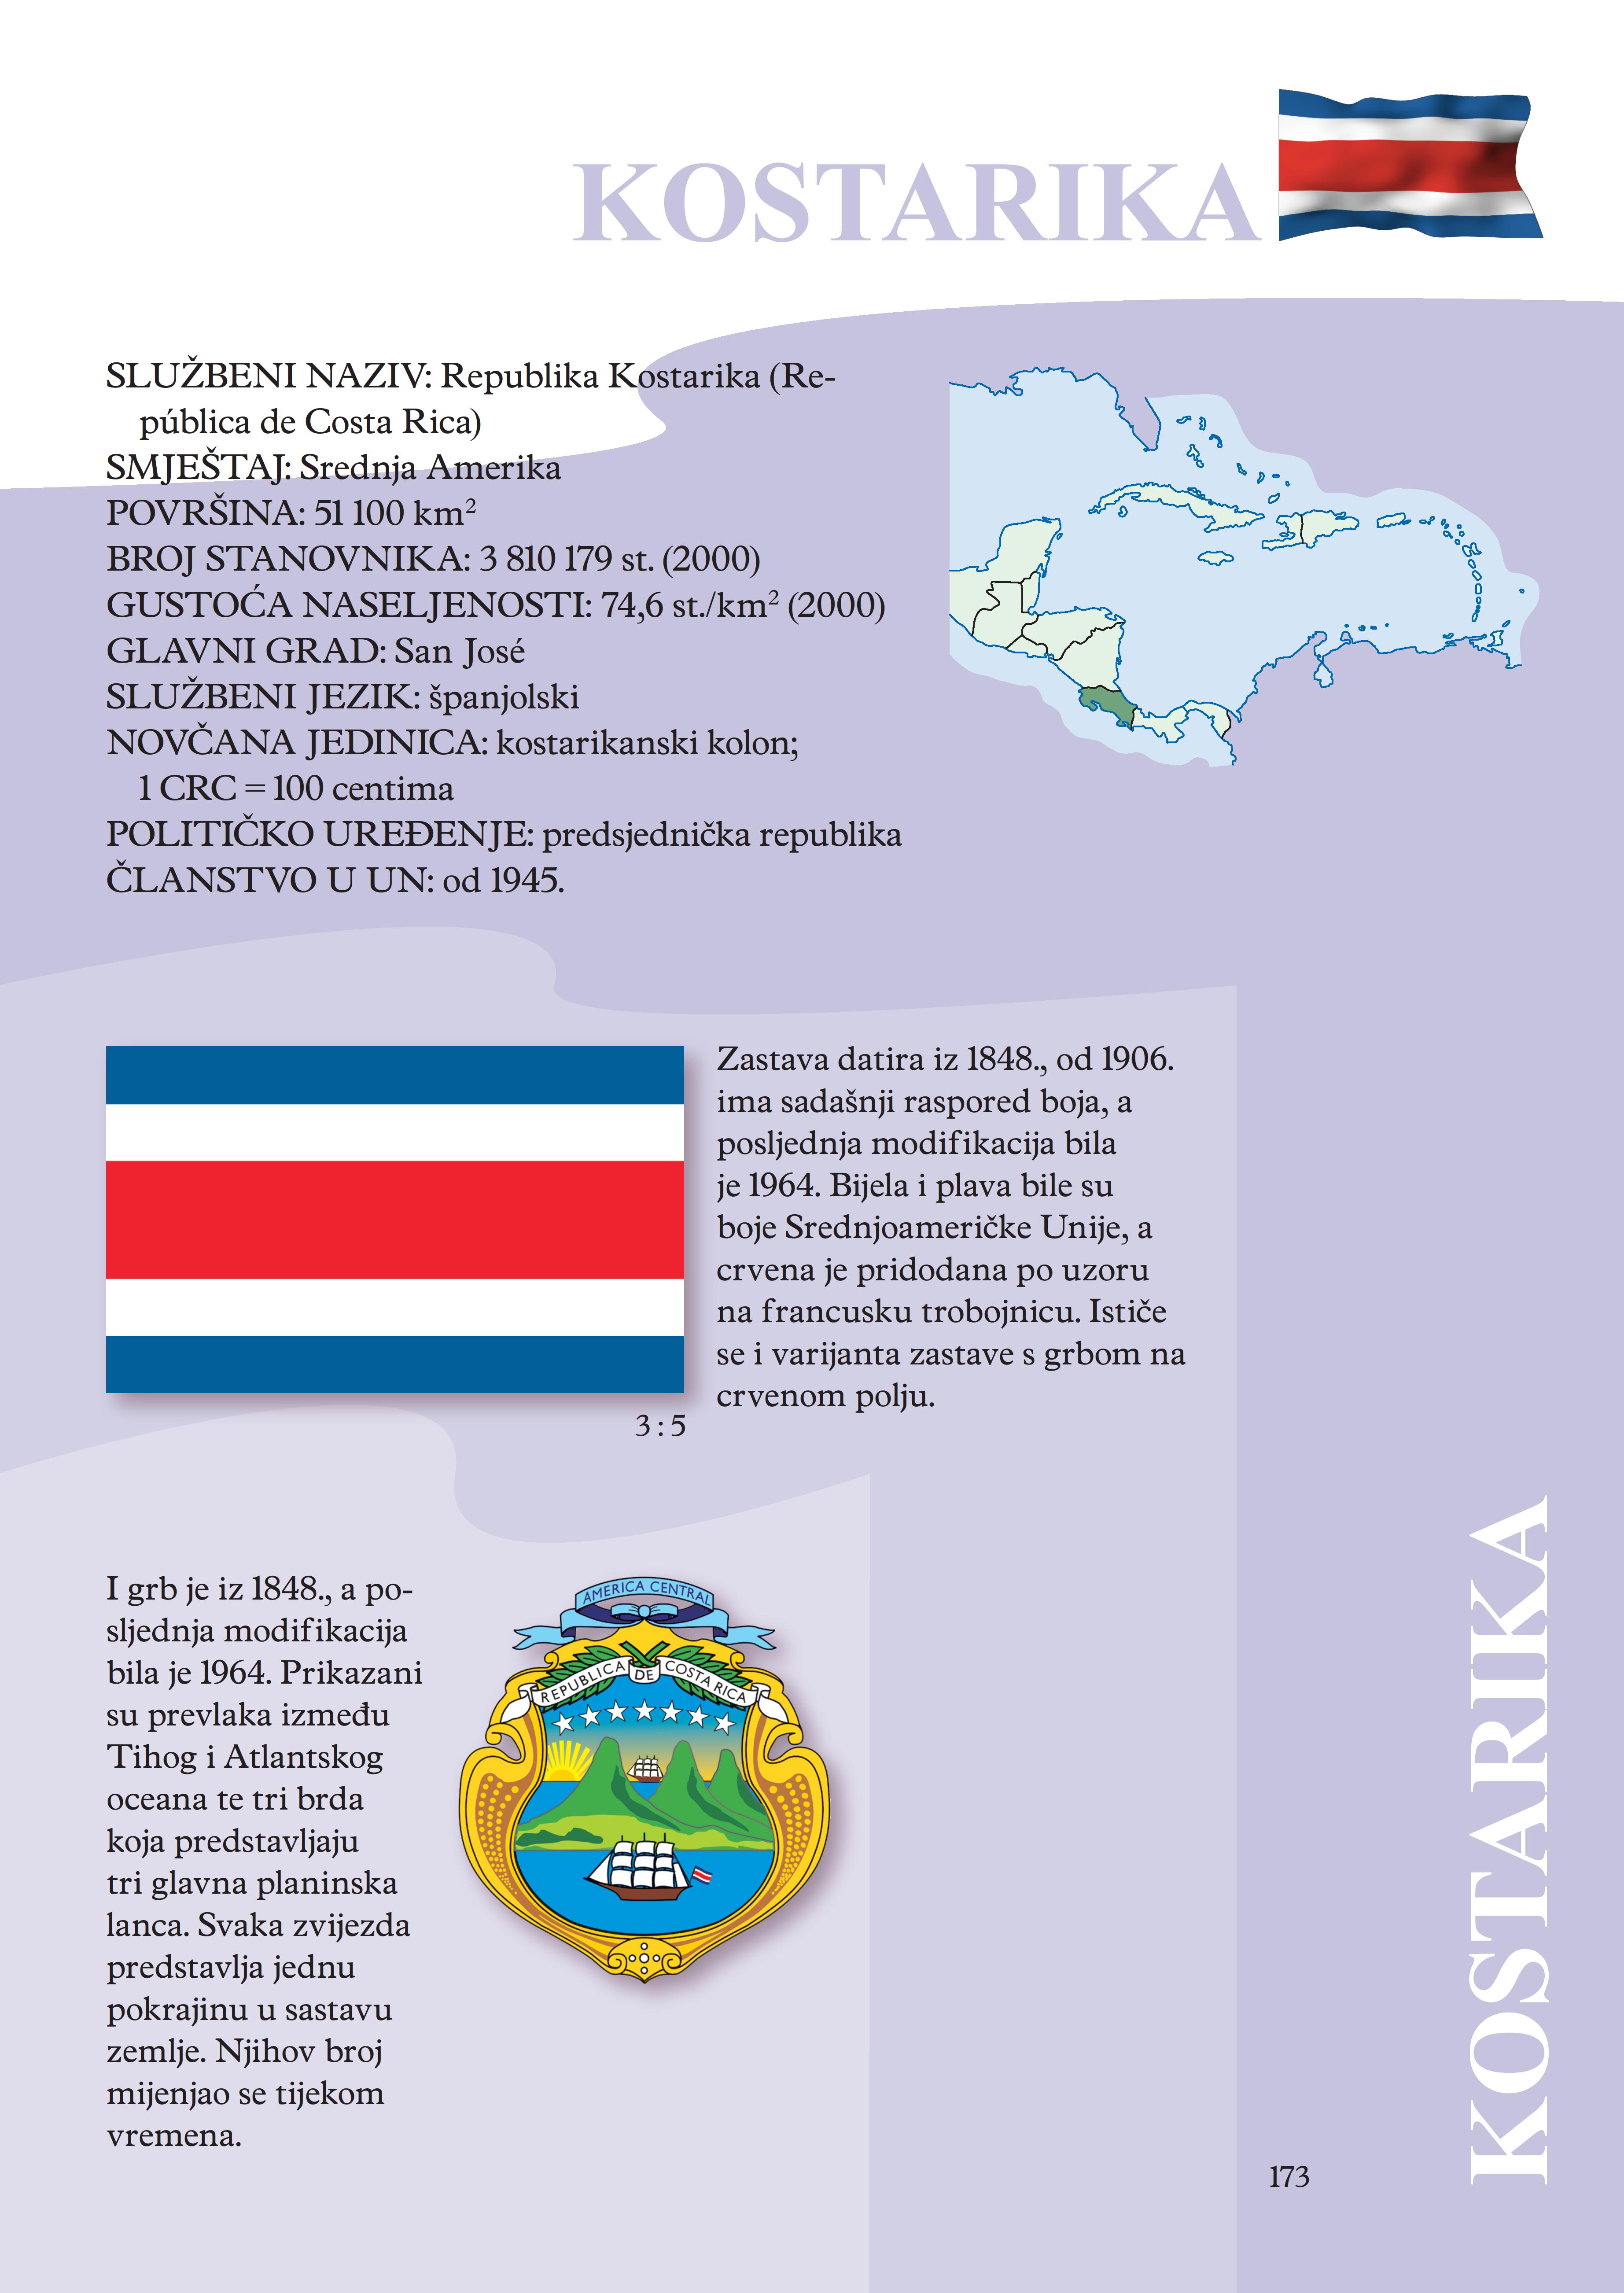 KOSTARIKA
SLUŽBENI NAZIV: Republika Kostarika (Re-
pública de Costa Rica)
SMJEŠTAJ: Srednja Amerika
POVRŠINA: 51 100 km²
BROJ STANOVNIKA: 3 810 179 st. (2000)
GUSTOĆA NASELJENOSTI: 74,6 st./km² (2000)
GLAVNI GRAD: San José
SLUŽBENI JEZIK: španjolski
NOVČANA JEDINICA: kostarikanski kolon;
1 CRC = 100 centima
POLITIČKO UREĐENJE: predsjednička republika
ČLANSTVO U UN: od 1945.
Zastava datira iz 1848., od 1906.
ima sadašnji raspored boja, a
posljednja modifikacija bila
je 1964. Bijela i plava bile su
boje Srednjoameričke Unije, a
crvena je pridodana po uzoru
na francusku trobojnicu. Ističe
se i varijanta zastave s grbom na
crvenom polju.
3 : 5
I grb je iz 1848., a po-
sljednja modifikacija
bila je 1964. Prikazani
su prevlaka između
Tihog i Atlantskog
oceana te tri brda
koja predstavljaju
tri glavna planinska
lanca. Svaka zvijezda
predstavlja jednu
pokrajinu u sastavu
zemlje. Njihov broj
mijenjao se tijekom
vremena.
AMERICA CENTRAL
REPUBLICA DE COSTA RICA
KOSTARIKA
173